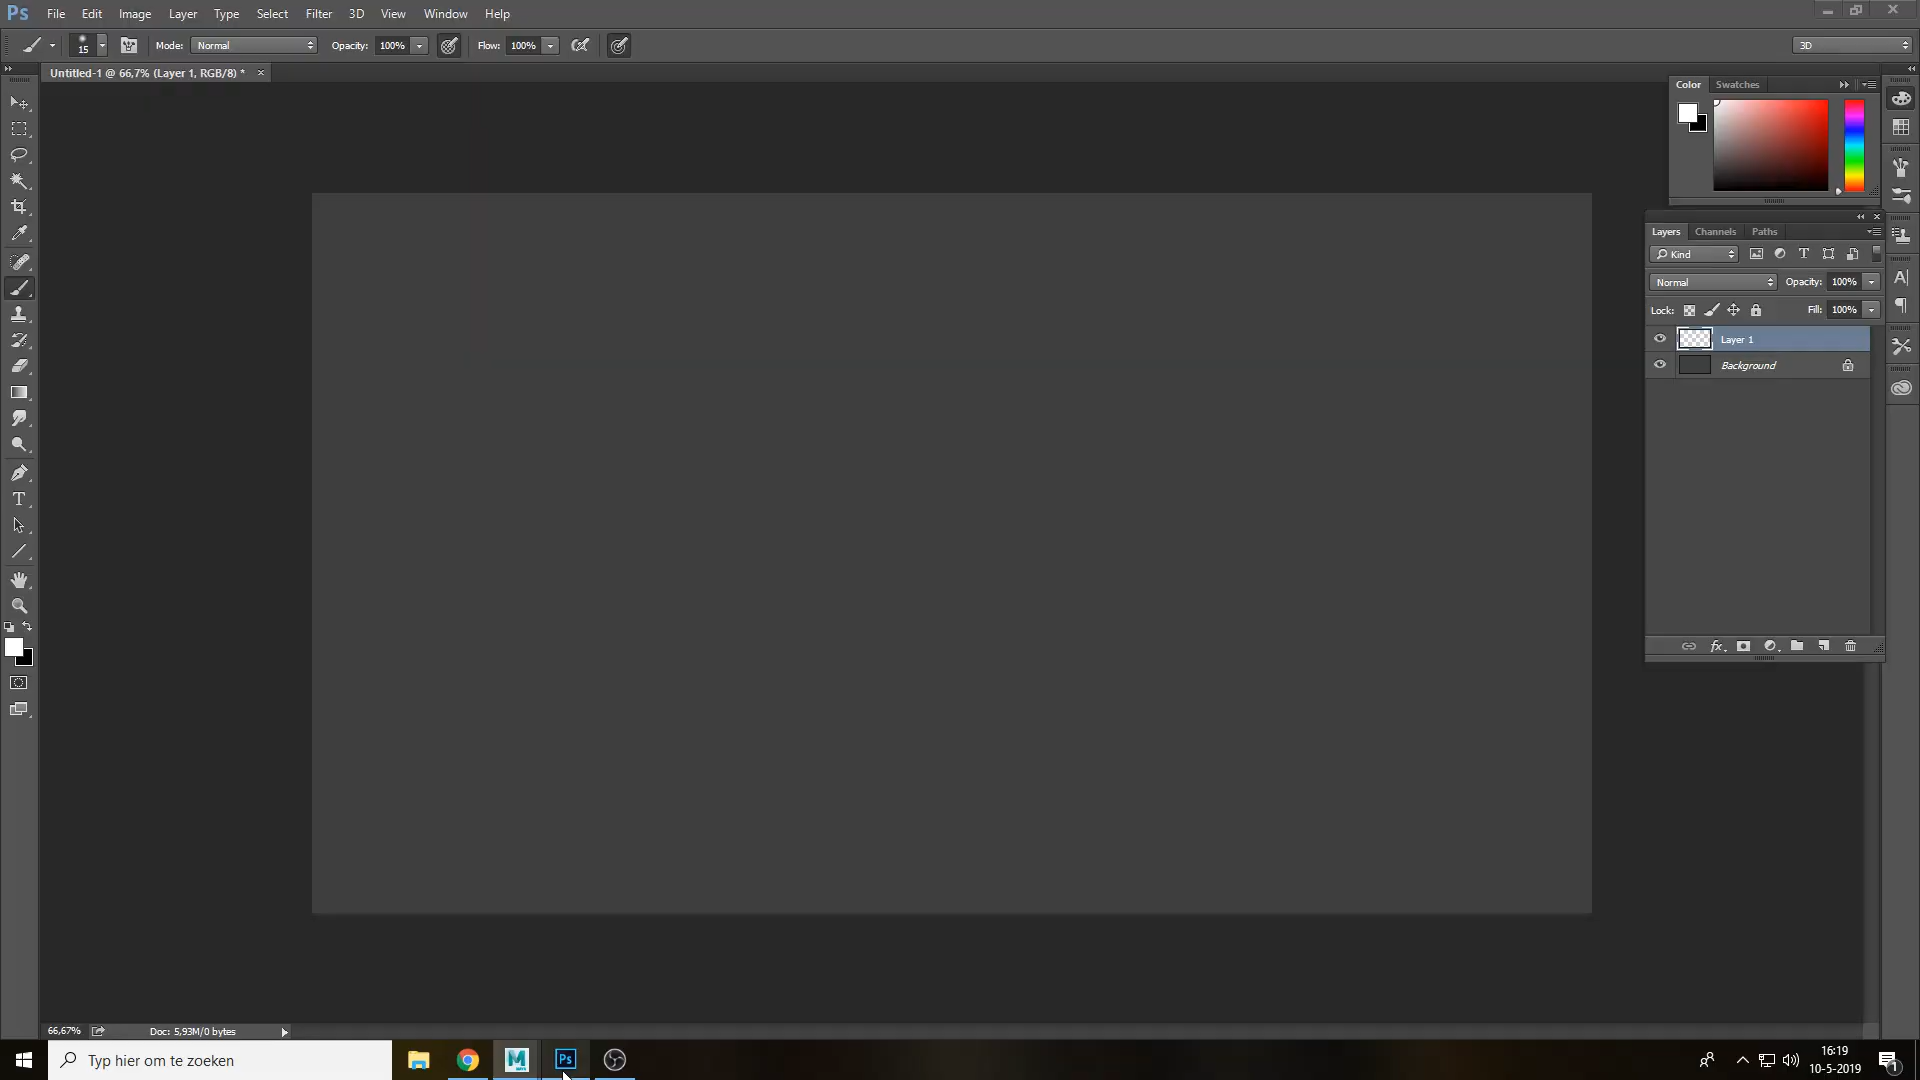 Ps File Edit Image Layer Type Select Filter 3D View Window Help
15 Mode: Normal Opacity: 100% Flow: 100% 3D
Untitled-1 @ 66,7% (Layer 1, RGB/8) *
Color Swatches
Layers Channels Paths
Kind
Normal Opacity: 100%
Lock: Fill: 100%
Layer 1
Background
66,67% Doc: 5,93M/0 bytes
Typ hier om te zoeken
M
Ps
16:19
10-5-2019
1